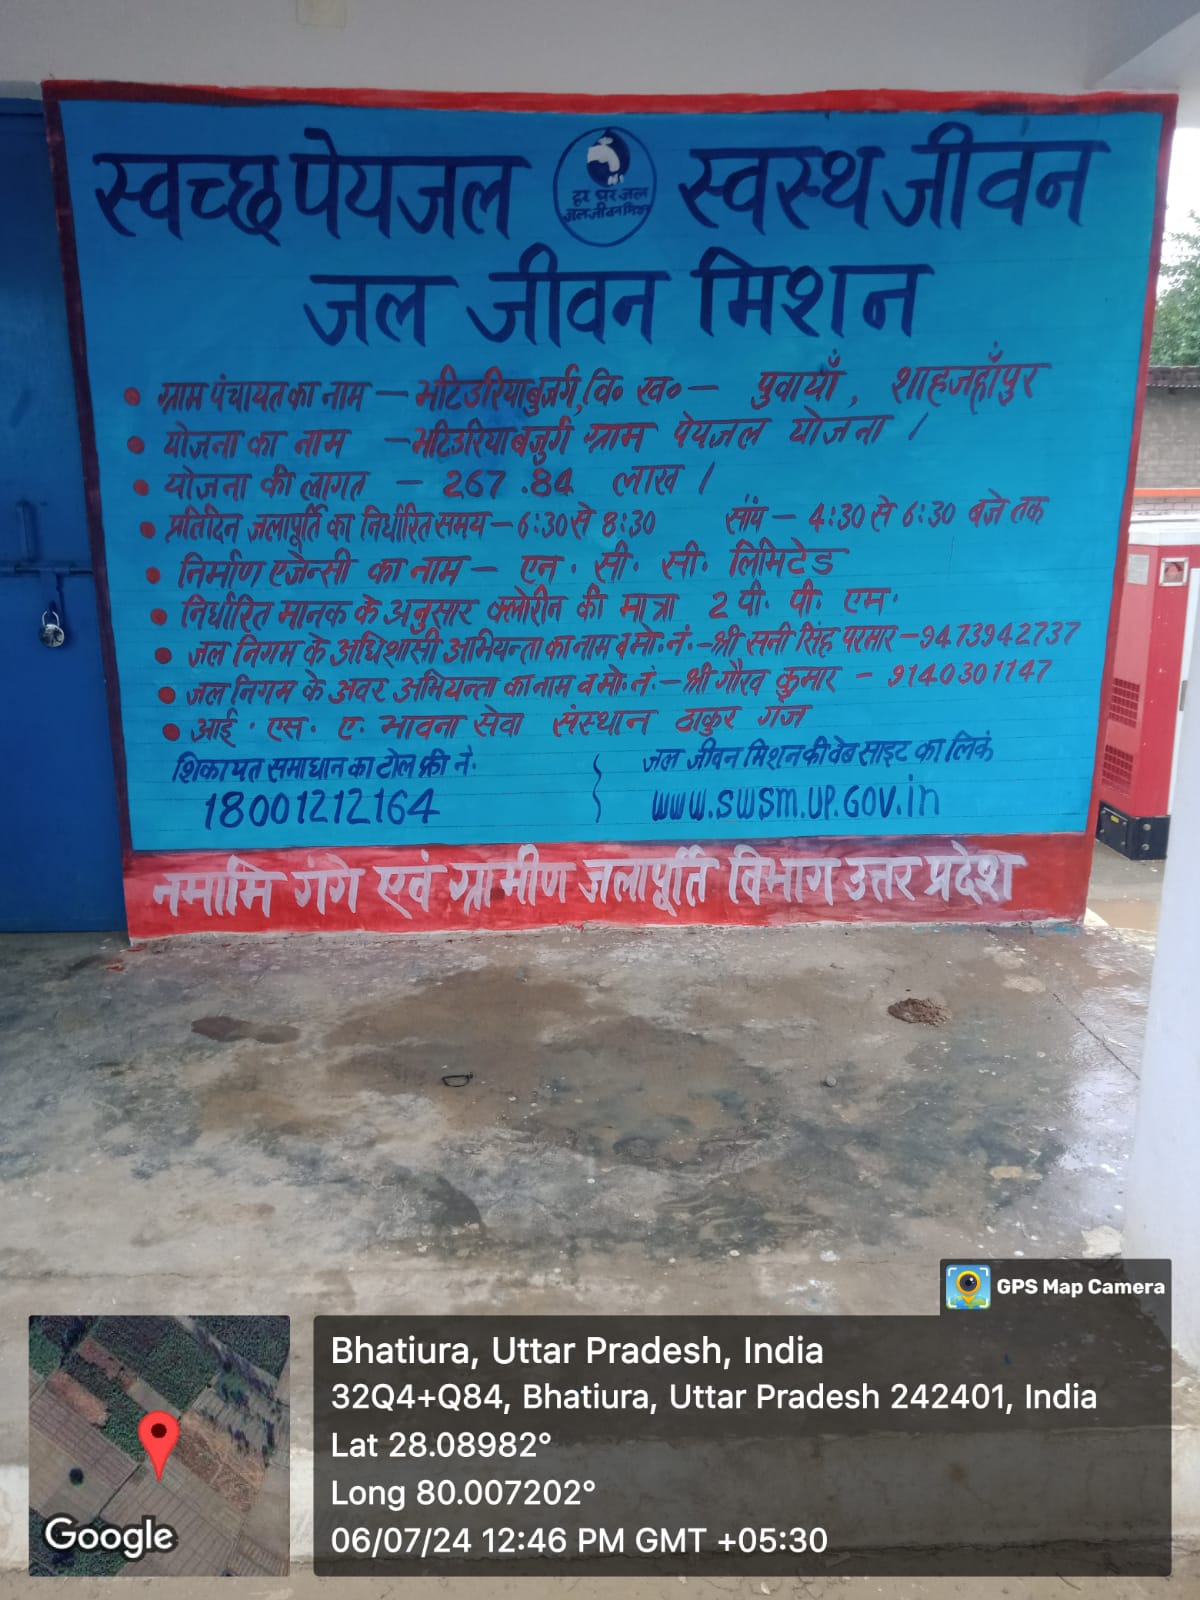 स्वच्छ पेयजल हर घर जल जल जीवन मिशन स्वस्थ जीवन
जल जीवन मिशन
• ग्राम पंचायत का नाम – भटिउरिया बुजुर्ग, वि० ख० – पुवायाँ, शाहजहाँपुर
• योजना का नाम – भटिउरिया बजुर्ग ग्राम पेयजल योजना ।
• योजना की लागत – 267.84 लाख ।
• प्रतिदिन जलापूर्ति का निर्धारित समय – 6:30 से 8:30 सांय – 4:30 से 6:30 बजे तक
• निर्माण एजेन्सी का नाम – एन. सी. सी. लिमिटेड
• निर्धारित मानक के अनुसार क्लोरीन की मात्रा 2 पी. पी. एम.
• जल निगम के अधिशासी अभियन्ता का नाम व मो. नं. – श्री सनी सिंह परमार – 9473942737
• जल निगम के अवर अभियन्ता का नाम व मो. नं. – श्री गौरव कुमार – 9140301147
• आई. एस. ए. भावना सेवा संस्थान ठाकुर गंज
शिकायत समाधान का टोल फ्री नं. जल जीवन मिशन की वेब साइट का लिंक
18001212164 www.swsm.UP.GOV.in
नमामि गंगे एवं ग्रामीण जलापूर्ति विभाग उत्तर प्रदेश
GPS Map Camera
Bhatiura, Uttar Pradesh, India
32Q4+Q84, Bhatiura, Uttar Pradesh 242401, India
Lat 28.08982°
Long 80.007202°
06/07/24 12:46 PM GMT +05:30
Google